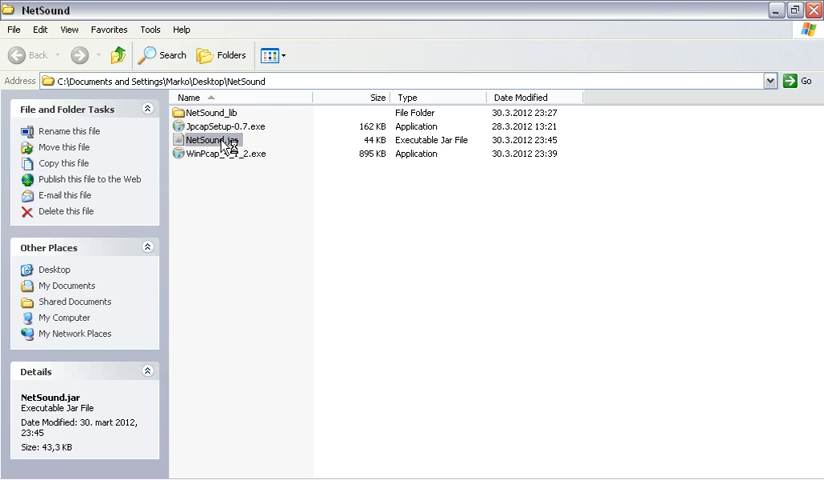 NetSound
File Edit View Favorites Tools Help
Back Search Folders
Address C:\Documents and Settings\Marko\Desktop\NetSound Go
Name Size Type Date Modified
NetSound_lib File Folder 30.3.2012 23:27
JpcapSetup-0.7.exe 162 KB Application 28.3.2012 13:21
NetSound.jar 44 KB Executable Jar File 30.3.2012 23:45
895 KB Application 30.3.2012 23:39
File and Folder Tasks
Rename this file
Move this file
Copy this file
Publish this file to the Web
E-mail this file
Delete this file
Other Places
Desktop
My Documents
Shared Documents
My Computer
My Network Places
Details
NetSound.jar
Executable Jar File
Date Modified: 30. mart 2012,
23:45
Size: 43,3 KB